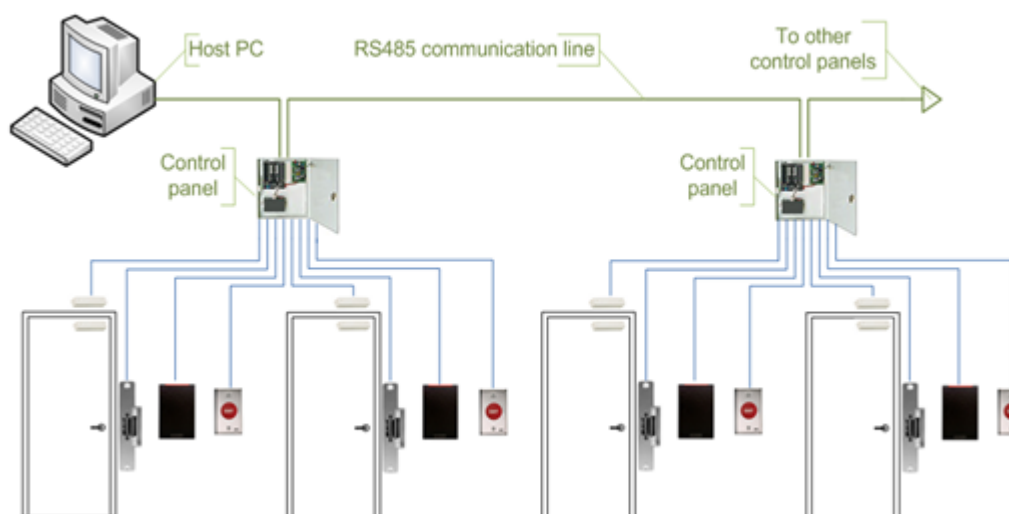 Host PC
RS485 communication line
To other
control panels
Control
panel
Control
panel